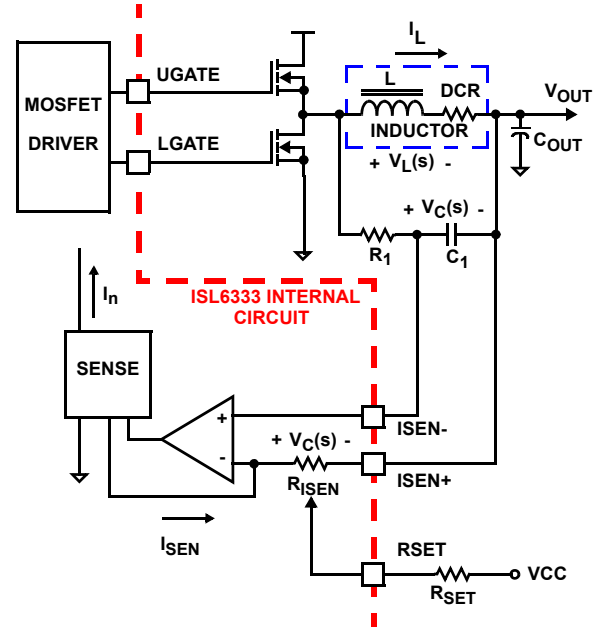 I_L
UGATE
MOSFET
DRIVER
LGATE
L
DCR
INDUCTOR
V_OUT
C_OUT
+ V_L(s) -
+ V_C(s) -
R_1
C_1
ISL6333 INTERNAL
CIRCUIT
I_n
SENSE
+
-
+ V_C(s) -
R_ISEN
ISEN-
ISEN+
I_SEN
RSET
R_SET
VCC